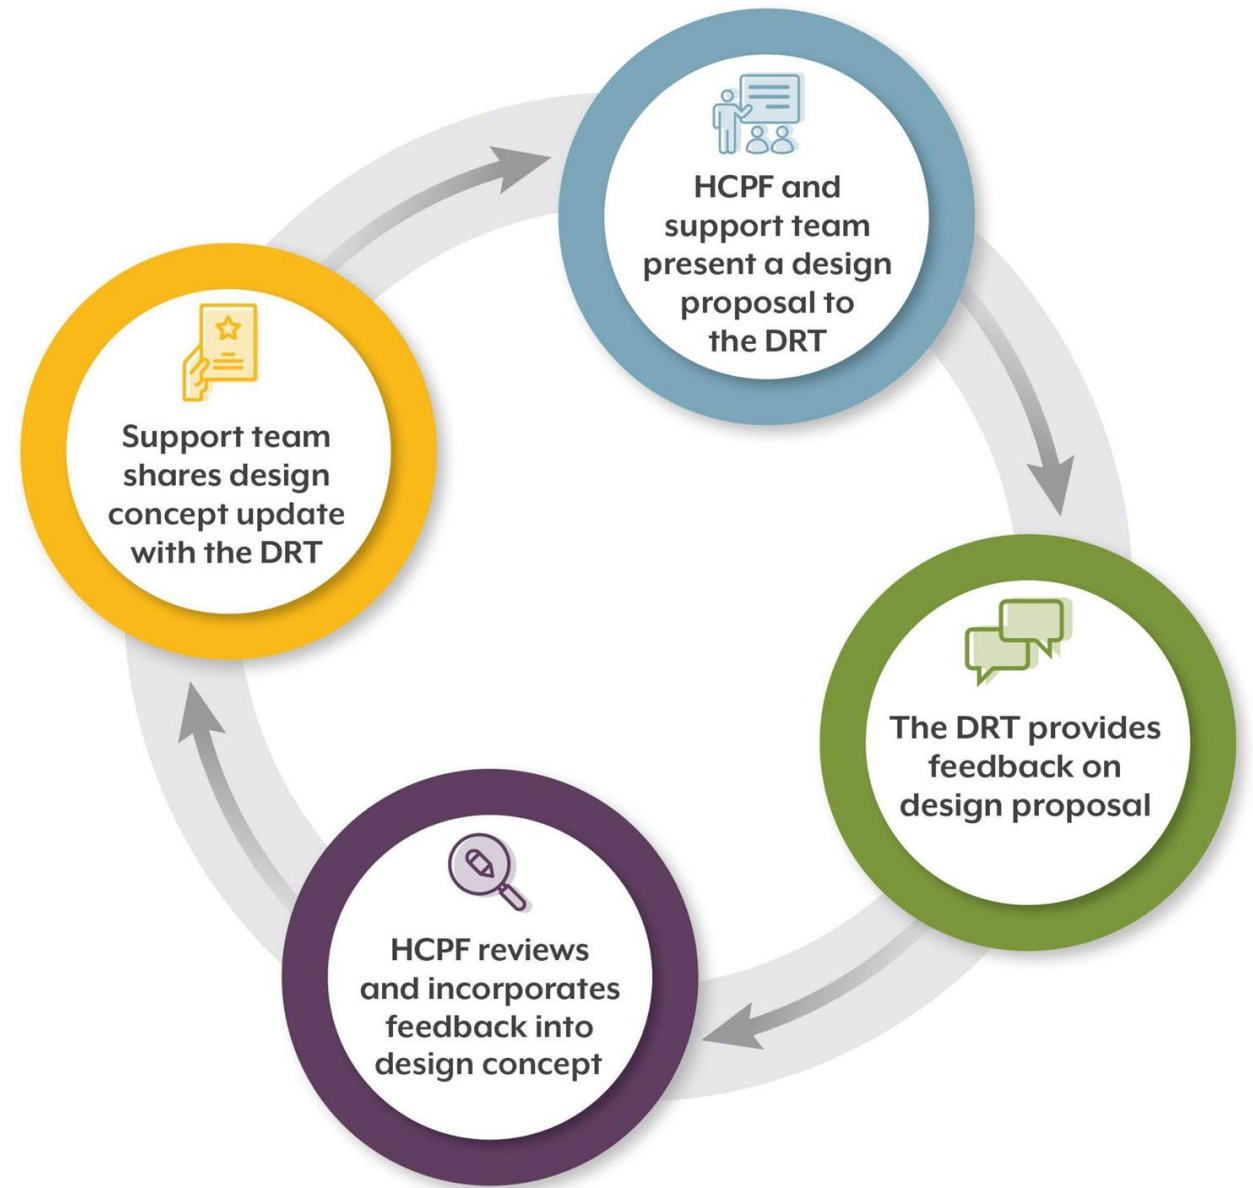 HCPF and
support team
present a design
proposal to
the DRT
The DRT provides
feedback on
design proposal
HCPF reviews
and incorporates
feedback into
design concept
Support team
shares design
concept update
with the DRT